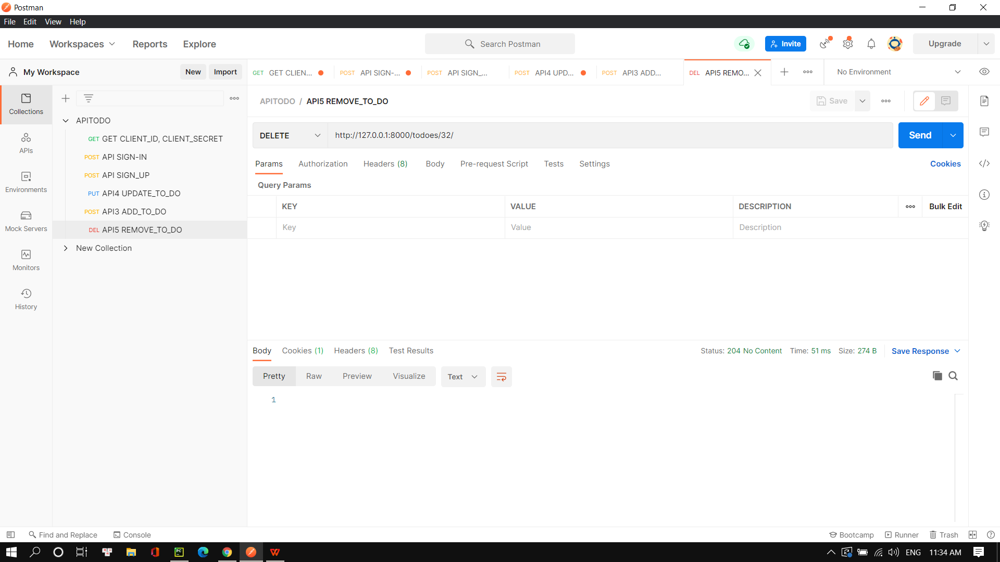 Postman
File Edit View Help
Home Workspaces Reports Explore Search Postman Invite Upgrade
My Workspace New Import
GET GET CLIEN... POST API SIGN-... POST API SIGN_... POST API4 UPD... POST API3 ADD... DEL API5 REMO... No Environment
Collections
APIs
Environments
Mock Servers
Monitors
History
APITODO
GET GET CLIENT_ID, CLIENT_SECRET
POST API SIGN-IN
POST API SIGN_UP
PUT API4 UPDATE_TO_DO
POST API3 ADD_TO_DO
DEL API5 REMOVE_TO_DO
New Collection
APITODO / API5 REMOVE_TO_DO Save
DELETE http://127.0.0.1:8000/todoes/32/ Send
Params Authorization Headers (8) Body Pre-request Script Tests Settings Cookies
Query Params
KEY VALUE DESCRIPTION Bulk Edit
Key Value Description
Body Cookies (1) Headers (8) Test Results Status: 204 No Content Time: 51 ms Size: 274 B Save Response
Pretty Raw Preview Visualize Text
1
Find and Replace Console Bootcamp Runner Trash
PC ENG 11:34 AM